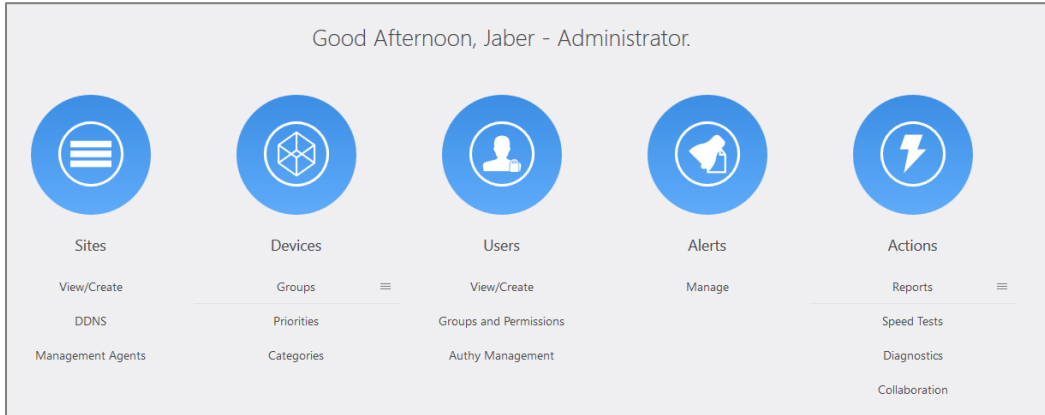 Good Afternoon, Jaber - Administrator.
Sites
View/Create
DDNS
Management Agents
Devices
Groups
Priorities
Categories
Users
View/Create
Groups and Permissions
Authy Management
Alerts
Manage
Actions
Reports
Speed Tests
Diagnostics
Collaboration